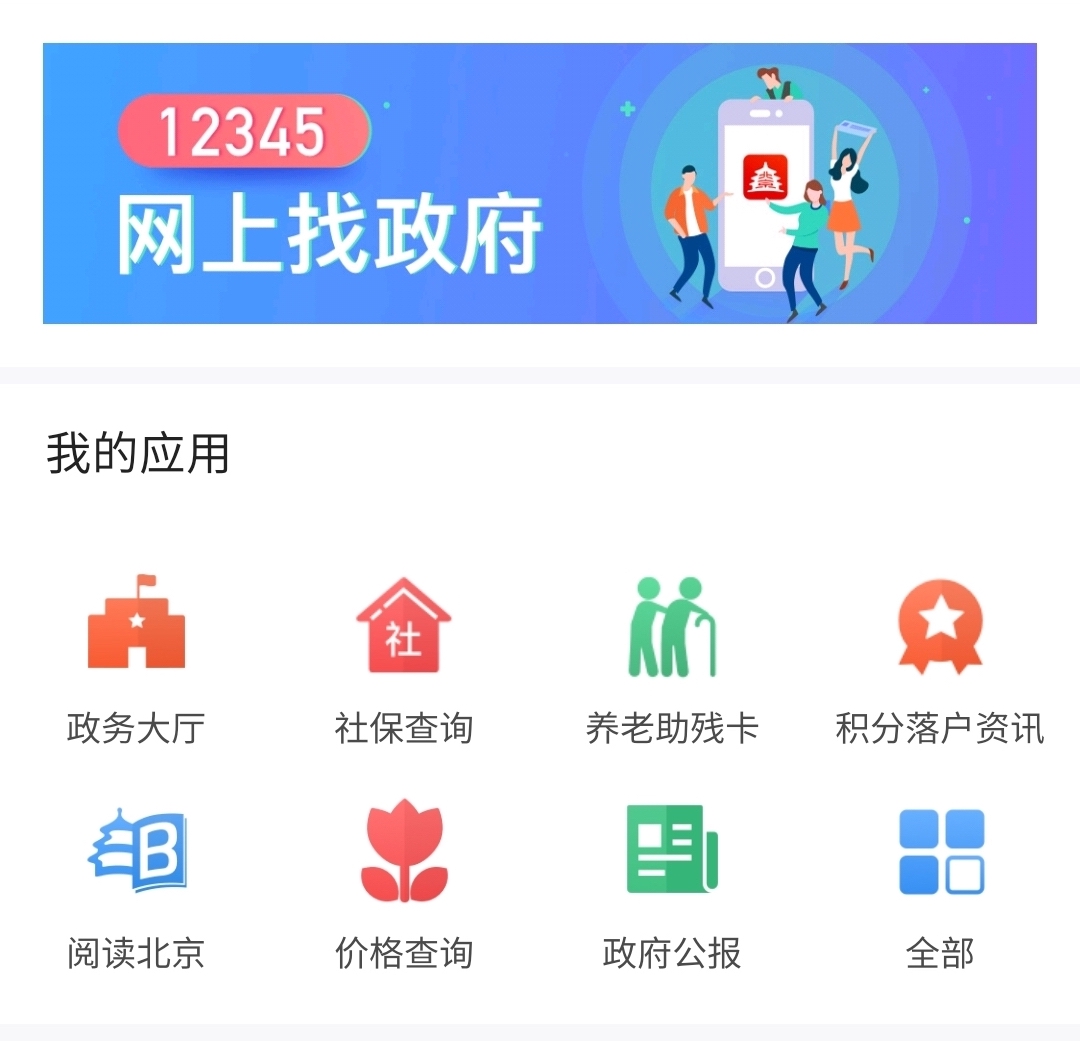 12345
网上找政府
我的应用
政务大厅
社
社保查询
养老助残卡
积分落户资讯
B
阅读北京
价格查询
政府公报
全部